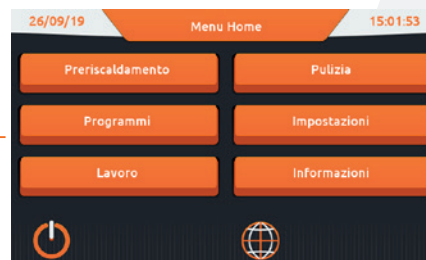 26/09/19 Menu Home 15:01:53
Preriscaldamento Pulizia
Programmi Impostazioni
Lavoro Informazioni